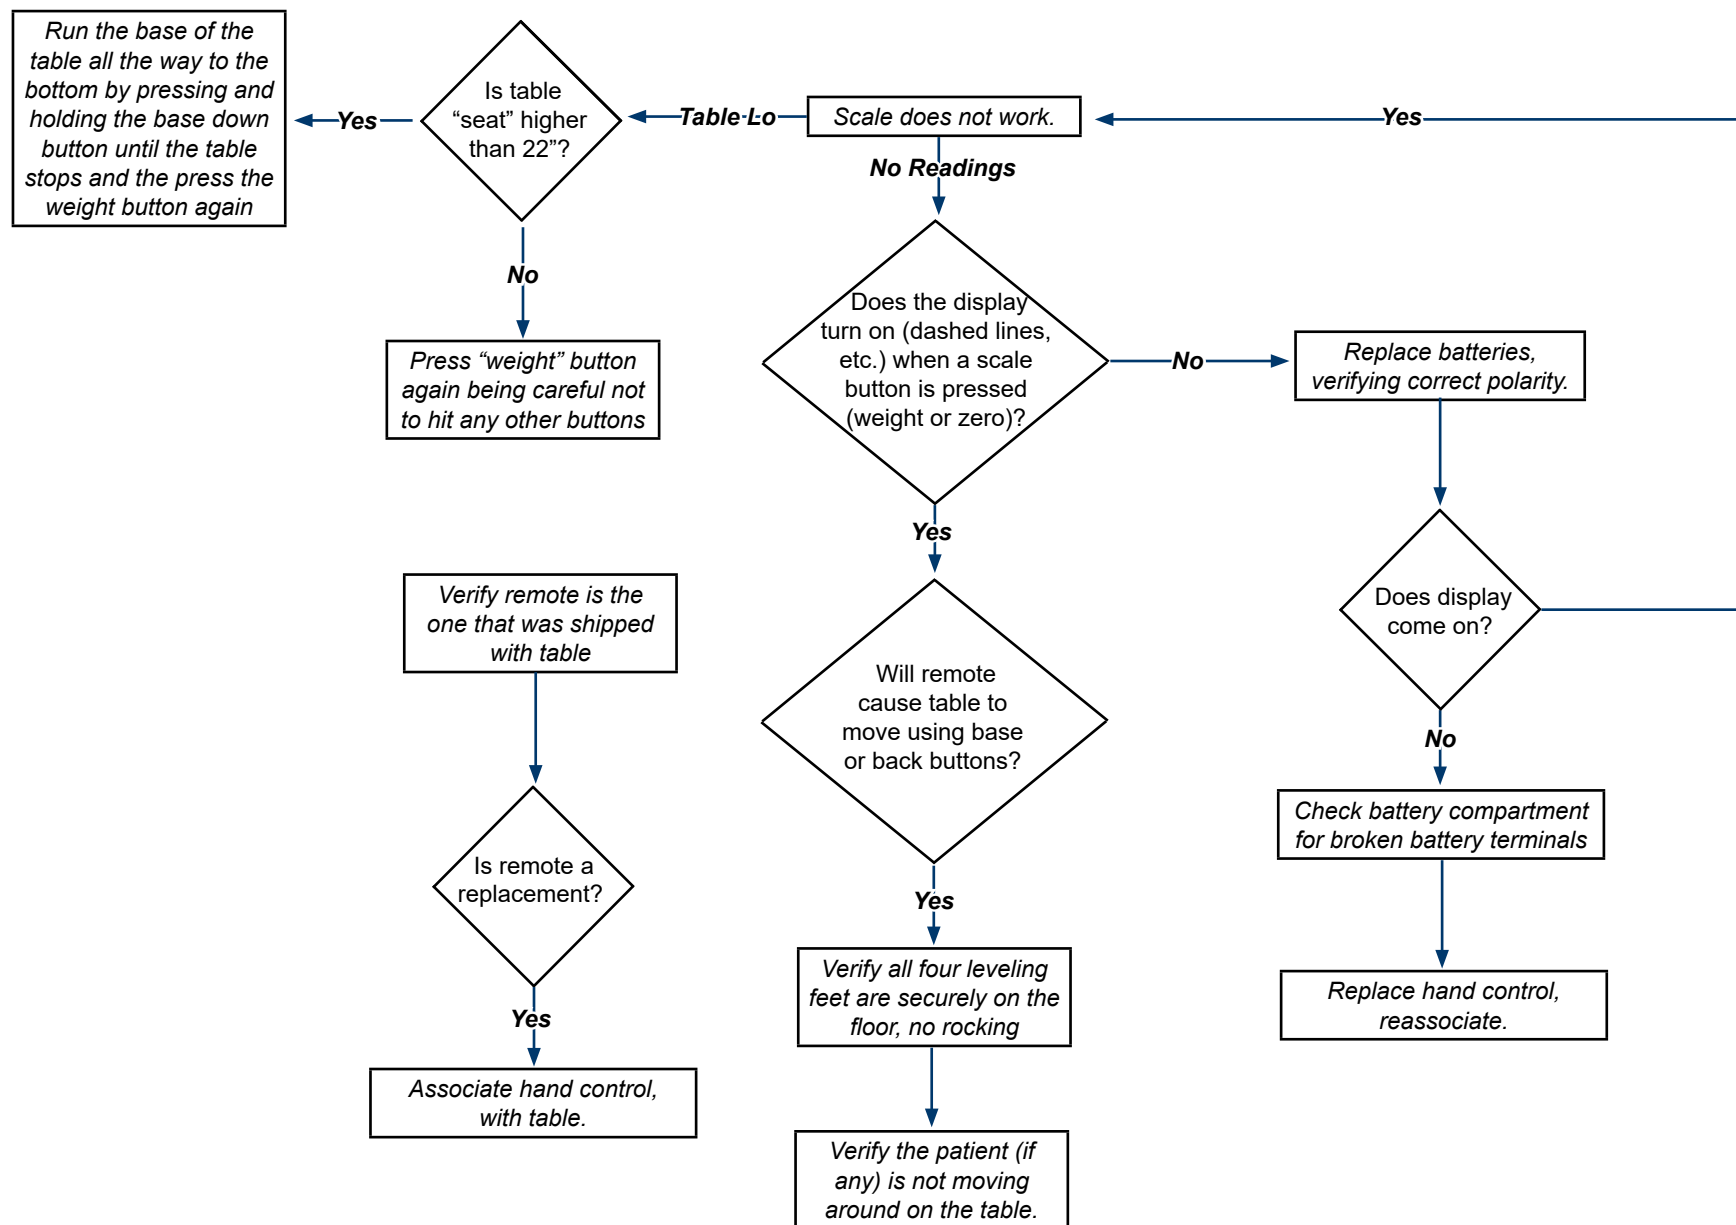 Run the base of the
table all the way to the
bottom by pressing and
holding the base down
button until the table
stops and the press the
weight button again
Yes
Is table
“seat” higher
than 22”?
Table Lo
Scale does not work.
Yes
No Readings
No
Press “weight” button
again being careful not
to hit any other buttons
Does the display
turn on (dashed lines,
etc.) when a scale
button is pressed
(weight or zero)?
No
Replace batteries,
verifying correct polarity.
Yes
Does display
come on?
Verify remote is the
one that was shipped
with table
Will remote
cause table to
move using base
or back buttons?
No
Check battery compartment
for broken battery terminals
Is remote a
replacement?
Yes
Verify all four leveling
feet are securely on the
floor, no rocking
Replace hand control,
reassociate.
Yes
Associate hand control,
with table.
Verify the patient (if
any) is not moving
around on the table.